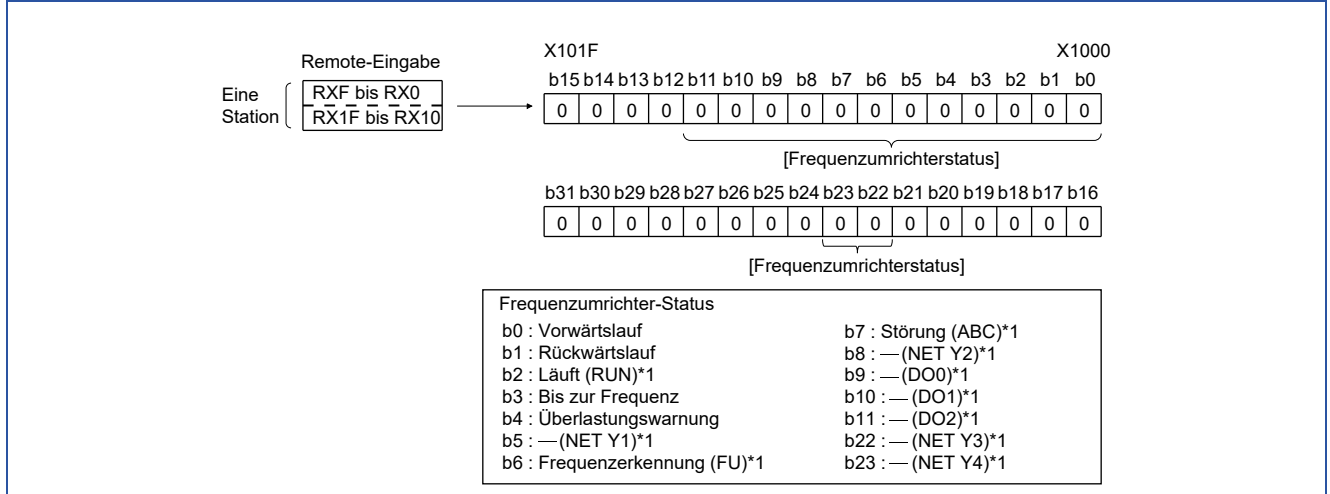 Remote-Eingabe
Eine Station
RXF bis RX0
RX1F bis RX10
X101F X1000
b15 b14 b13 b12 b11 b10 b9 b8 b7 b6 b5 b4 b3 b2 b1 b0
0 0 0 0 0 0 0 0 0 0 0 0 0 0 0 0
[Frequenzumrichterstatus]
b31 b30 b29 b28 b27 b26 b25 b24 b23 b22 b21 b20 b19 b18 b17 b16
0 0 0 0 0 0 0 0 0 0 0 0 0 0 0 0
[Frequenzumrichterstatus]
Frequenzumrichter-Status
b0 : Vorwärtslauf
b1 : Rückwärtslauf
b2 : Läuft (RUN)*1
b3 : Bis zur Frequenz
b4 : Überlastungswarnung
b5 : — (NET Y1)*1
b6 : Frequenzerkennung (FU)*1
b7 : Störung (ABC)*1
b8 : — (NET Y2)*1
b9 : — (DO0)*1
b10 : — (DO1)*1
b11 : — (DO2)*1
b22 : — (NET Y3)*1
b23 : — (NET Y4)*1